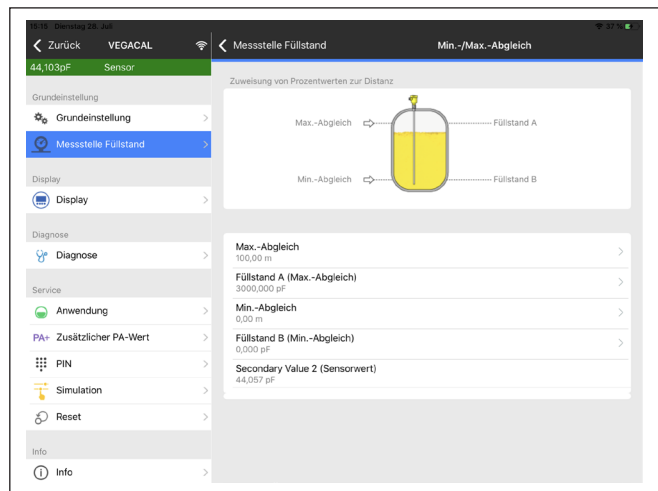 15:15 Dienstag 28. Juli
37 %
Zurück VEGACAL
Messstelle Füllstand
Min.-/Max.-Abgleich
44,103pF Sensor
Grundeinstellung
Grundeinstellung
Messstelle Füllstand
Display
Display
Diagnose
Diagnose
Service
Anwendung
PA+ Zusätzlicher PA-Wert
PIN
Simulation
Reset
Info
Info
Zuweisung von Prozentwerten zur Distanz
Max.-Abgleich
Füllstand A
Min.-Abgleich
Füllstand B
Max.-Abgleich
100,00 m
Füllstand A (Max.-Abgleich)
3000,000 pF
Min.-Abgleich
0,00 m
Füllstand B (Min.-Abgleich)
0,000 pF
Secondary Value 2 (Sensorwert)
44,057 pF